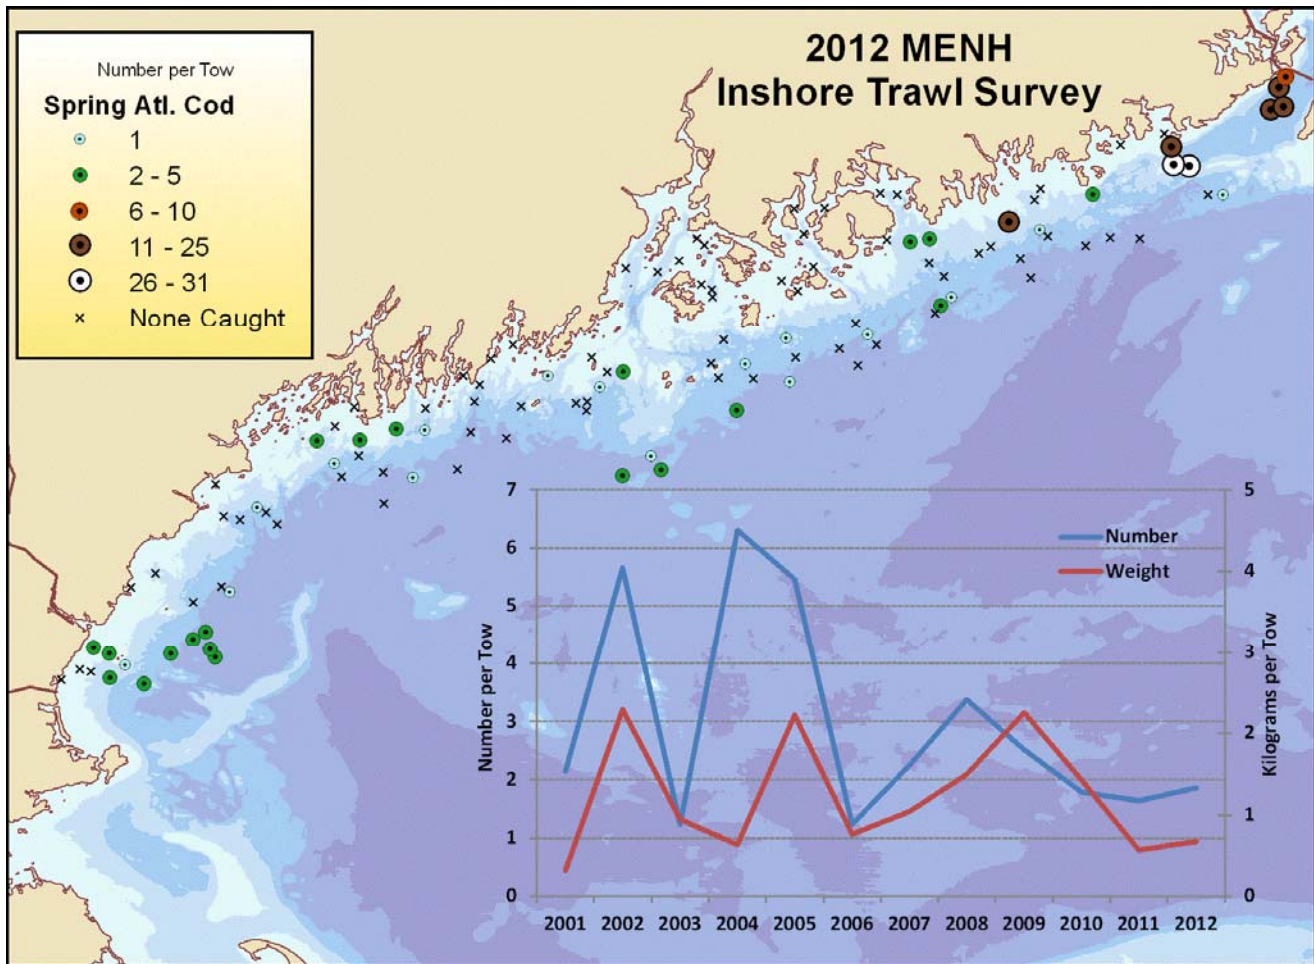 2012 MENH
Inshore Trawl Survey
Number per Tow
Spring Atl. Cod
1
2 - 5
6 - 10
11 - 25
26 - 31
None Caught
Number
Weight
Number per Tow
7
6
5
4
3
2
1
0
Kilograms per Tow
5
4
3
2
1
0
2001 2002 2003 2004 2005 2006 2007 2008 2009 2010 2011 2012